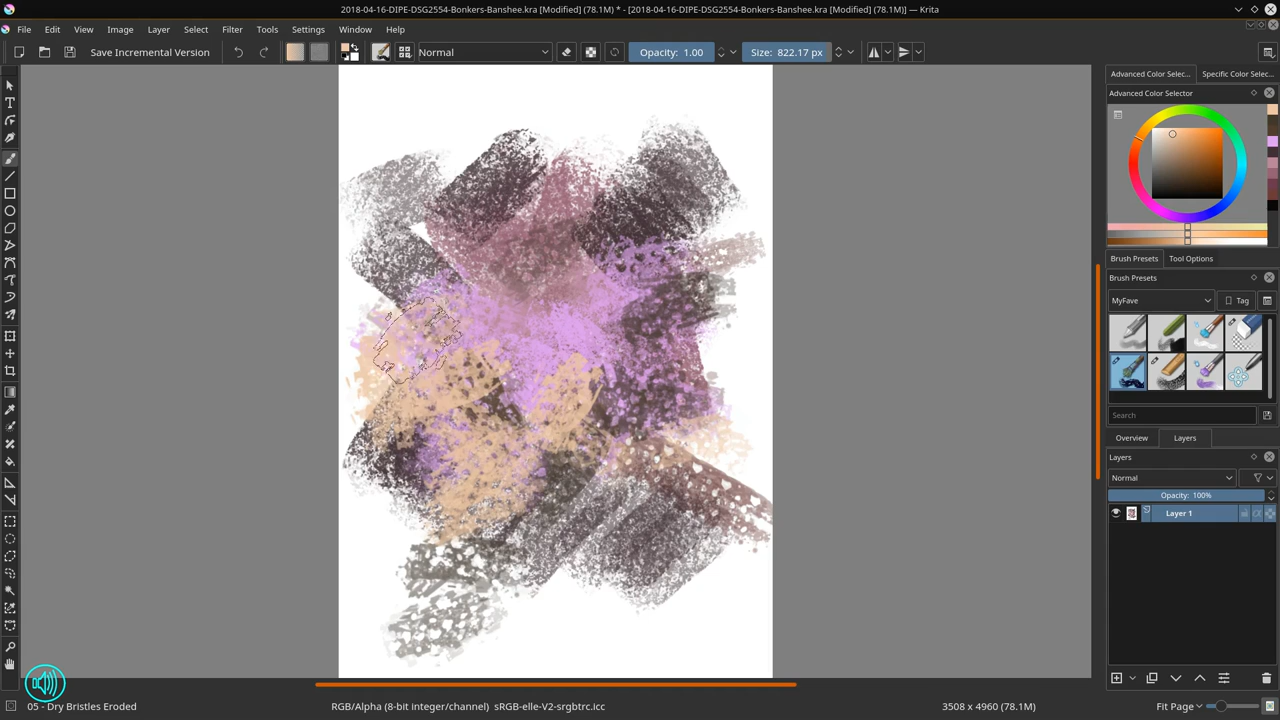 2018-04-16-DIPE-DSG2554-Bonkers-Banshee.kra [Modified] (78.1M) * - [2018-04-16-DIPE-DSG2554-Bonkers-Banshee.kra [Modified] (78.1M)] — Krita
File Edit View Image Layer Select Filter Tools Settings Window Help
Save Incremental Version Normal Opacity: 1.00 Size: 822.17 px
Advanced Color Selec... Specific Color Selec...
Advanced Color Selector
Brush Presets Tool Options
Brush Presets
MyFave Tag
Search
Overview Layers
Layers
Normal
Opacity: 100%
Layer 1
05 - Dry Bristles Eroded RGB/Alpha (8-bit integer/channel) sRGB-elle-V2-srgbtrc.icc 3508 x 4960 (78.1M) Fit Page